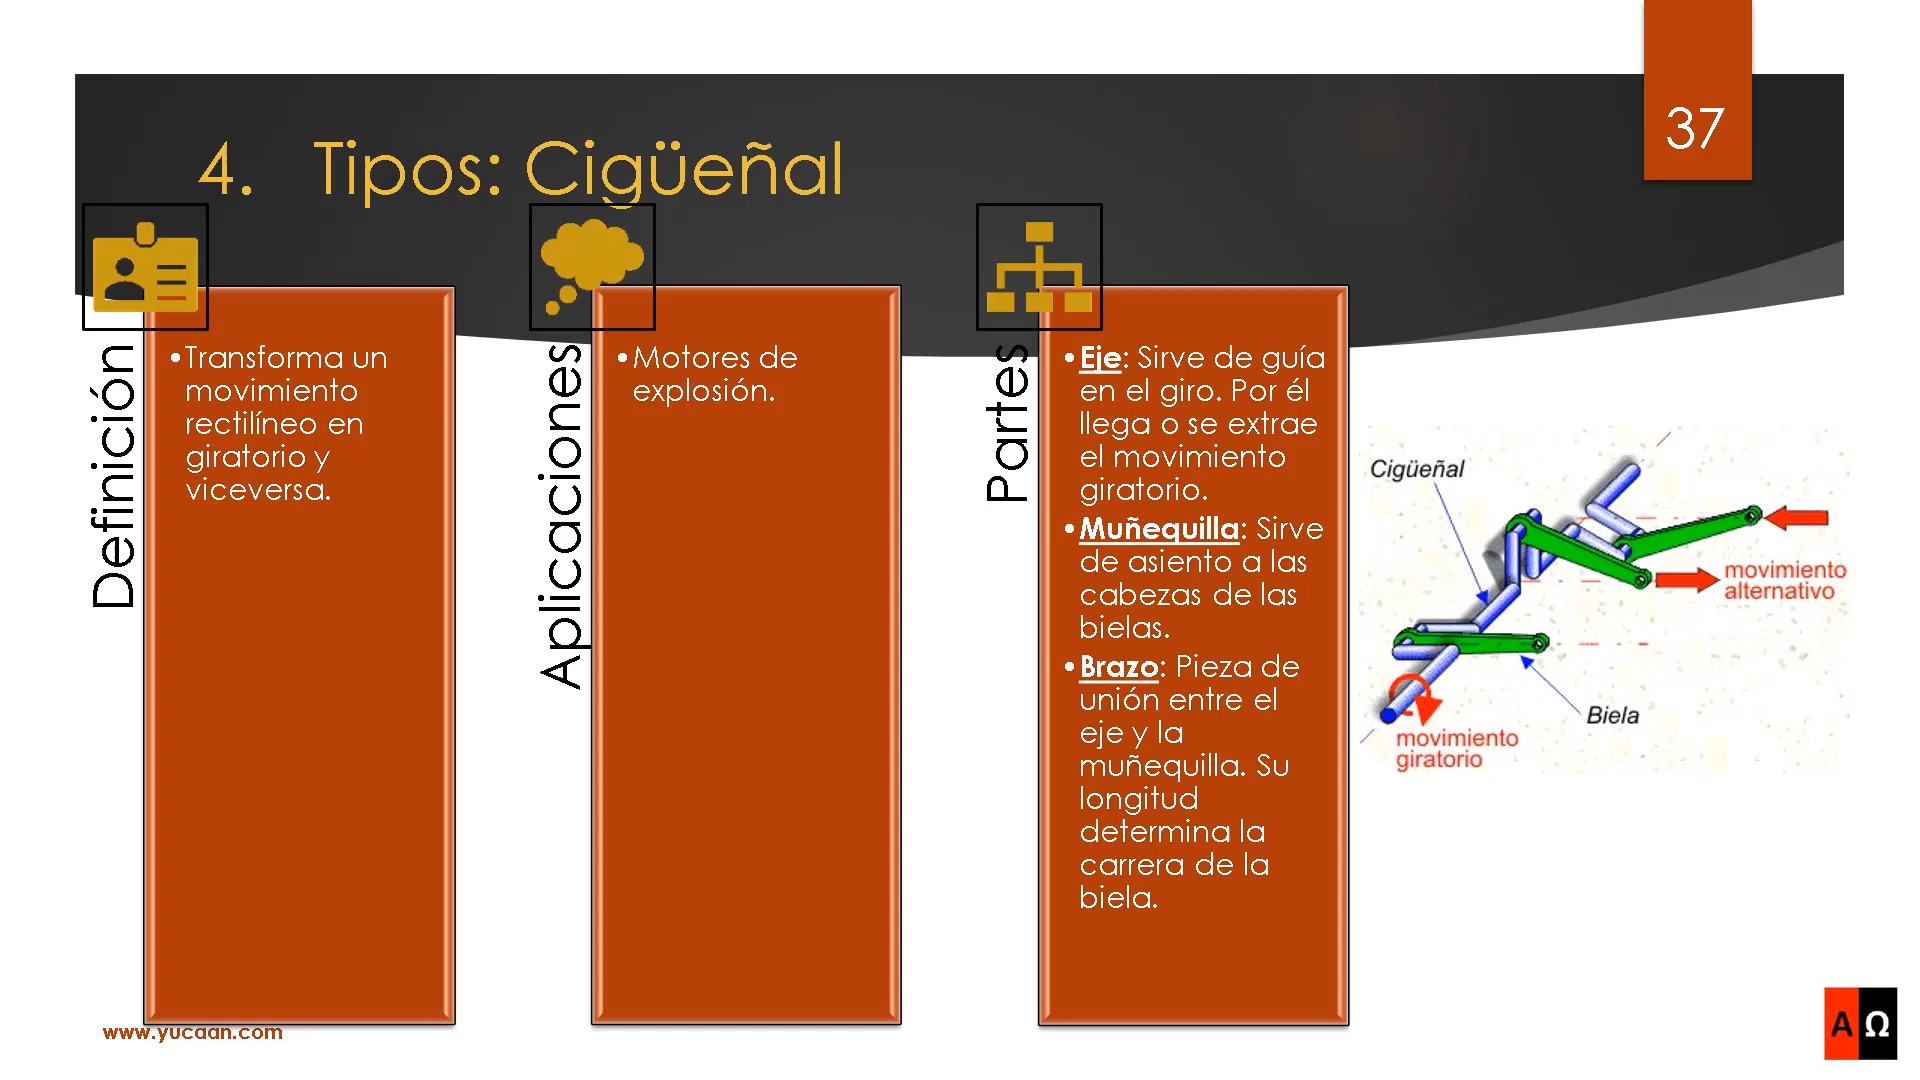 37
4. Tipos: Cigüeñal
Definición
•Transforma un
movimiento
rectilíneo en
giratorio y
viceversa.
Aplicaciones
•Motores de
explosión.
Partes
•Eje: Sirve de guía
en el giro. Por él
llega o se extrae
el movimiento
giratorio.
•Muñequilla: Sirve
de asiento a las
cabezas de las
bielas.
•Brazo: Pieza de
unión entre el
eje y la
muñequilla. Su
longitud
determina la
carrera de la
biela.
Cigüeñal
movimiento
alternativo
Biela
movimiento
giratorio
www.yucaan.com
A Ω